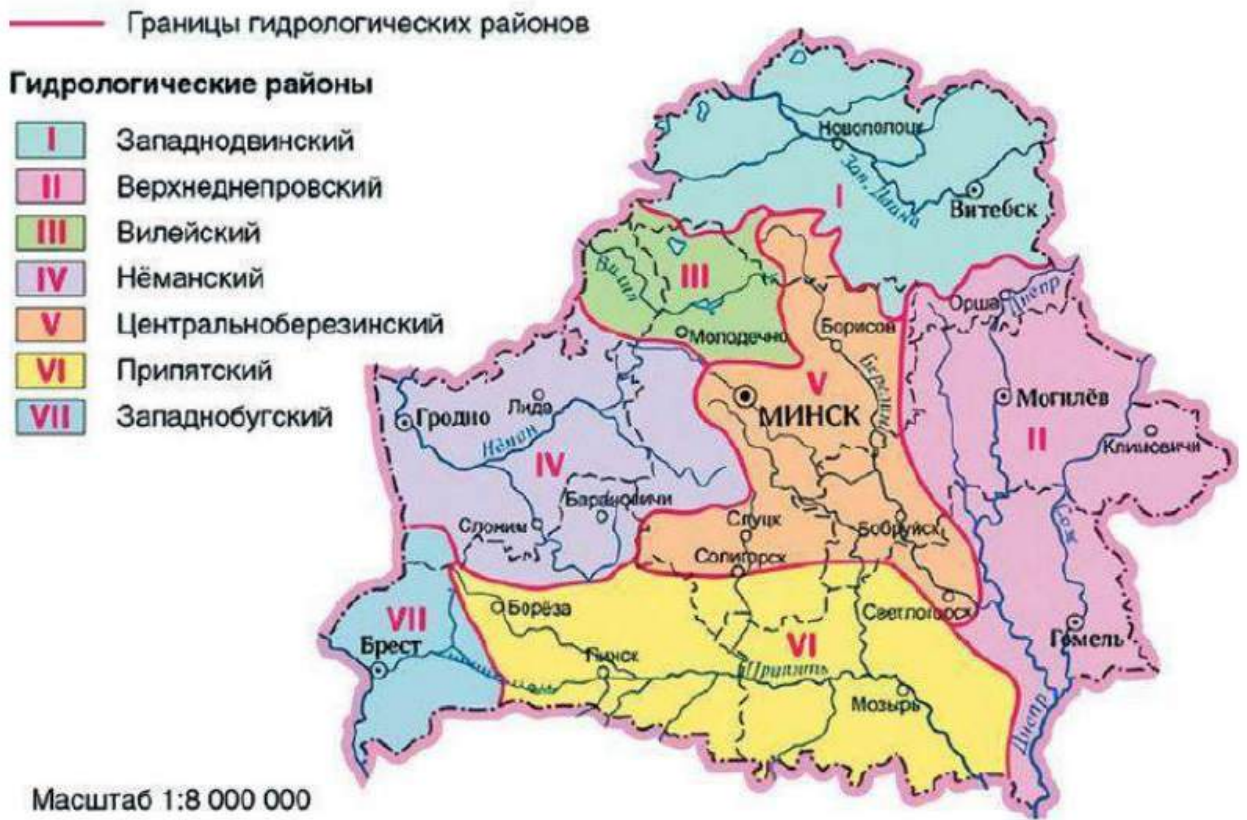 Границы гидрологических районов
Гидрологические районы
I Западнодвинский
II Верхнеднепровский
III Вилейский
IV Нёманский
V Центральноберезинский
VI Припятский
VII Западнобугский
Новополоцк
Зап. Двина
Витебск
I
Вилия
III
Молодечно
Орша
Днепр
Борисов
Березина
V
МИНСК
Могилёв
II
Климовичи
Гродно
Лида
Нёман
IV
Барановичи
Слоним
Слуцк
Солигорск
Бобруйск
Сож
Светлогорск
Гомель
VII
Брест
Берёза
Пинск
VI
Припять
Мозырь
Днепр
Масштаб 1:8 000 000